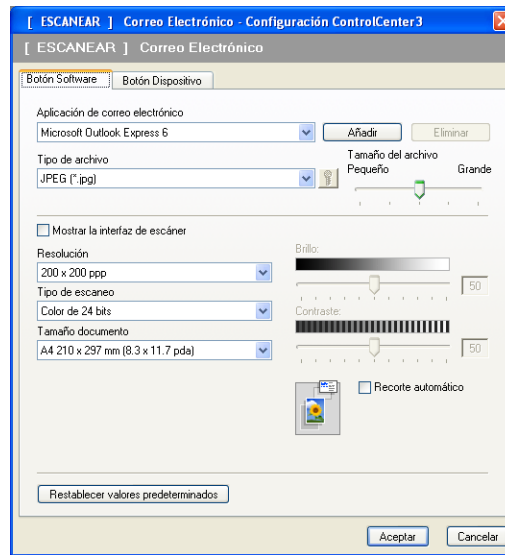 [ ESCANEAR ] Correo Electrónico - Configuración ControlCenter3
[ ESCANEAR ] Correo Electrónico
Botón Software Botón Dispositivo
Aplicación de correo electrónico
Microsoft Outlook Express 6 Añadir Eliminar
Tipo de archivo Tamaño del archivo
Pequeño Grande
JPEG (*.jpg)
Mostrar la interfaz de escáner
Resolución Brillo:
200 x 200 ppp
50
Tipo de escaneo
Color de 24 bits Contraste:
Tamaño documento
A4 210 x 297 mm (8.3 x 11.7 pda) 50
Recorte automático
Restablecer valores predeterminados
Aceptar Cancelar